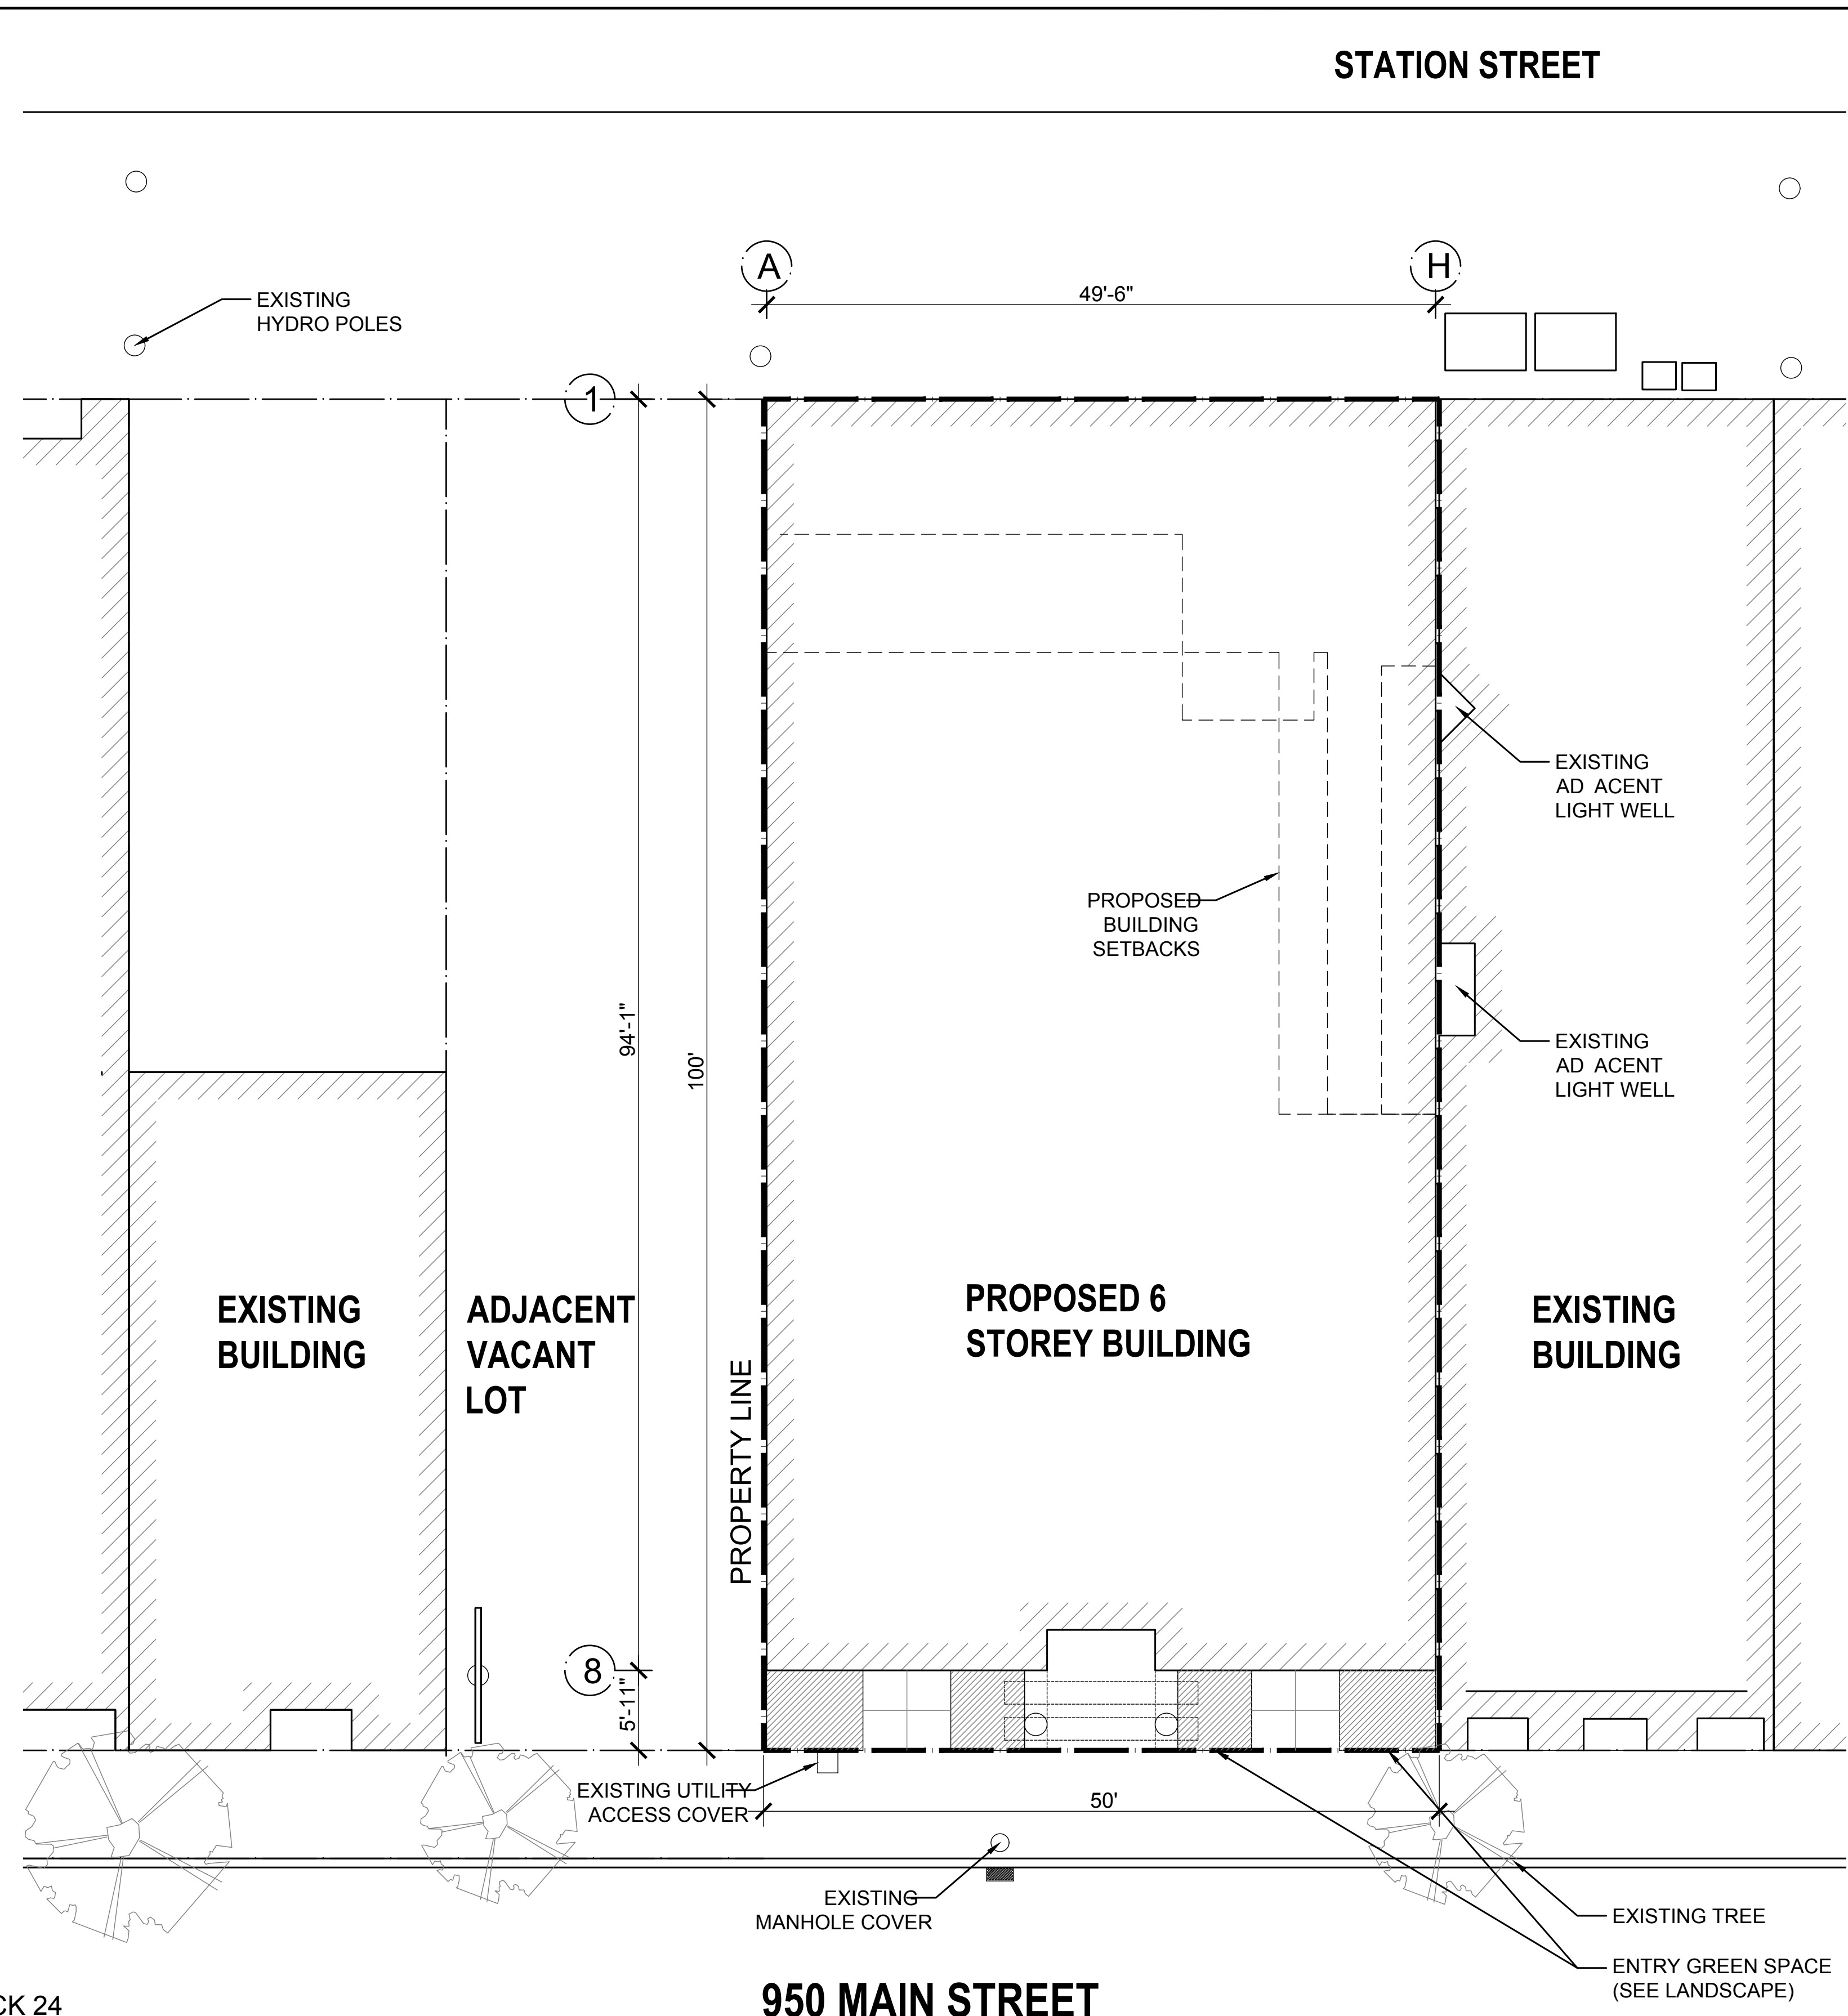 STATION STREET
A
H
49'-6"
EXISTING
HYDRO POLES
1
EXISTING
AD ACENT
LIGHT WELL
PROPOSED
BUILDING
SETBACKS
94'-1"
100'
EXISTING
AD ACENT
LIGHT WELL
EXISTING
BUILDING
ADJACENT
VACANT
LOT
PROPERTY LINE
PROPOSED 6
STOREY BUILDING
EXISTING
BUILDING
8
5'-11"
EXISTING UTILITY
ACCESS COVER
50'
EXISTING
MANHOLE COVER
EXISTING TREE
ENTRY GREEN SPACE
(SEE LANDSCAPE)
950 MAIN STREET
CK 24